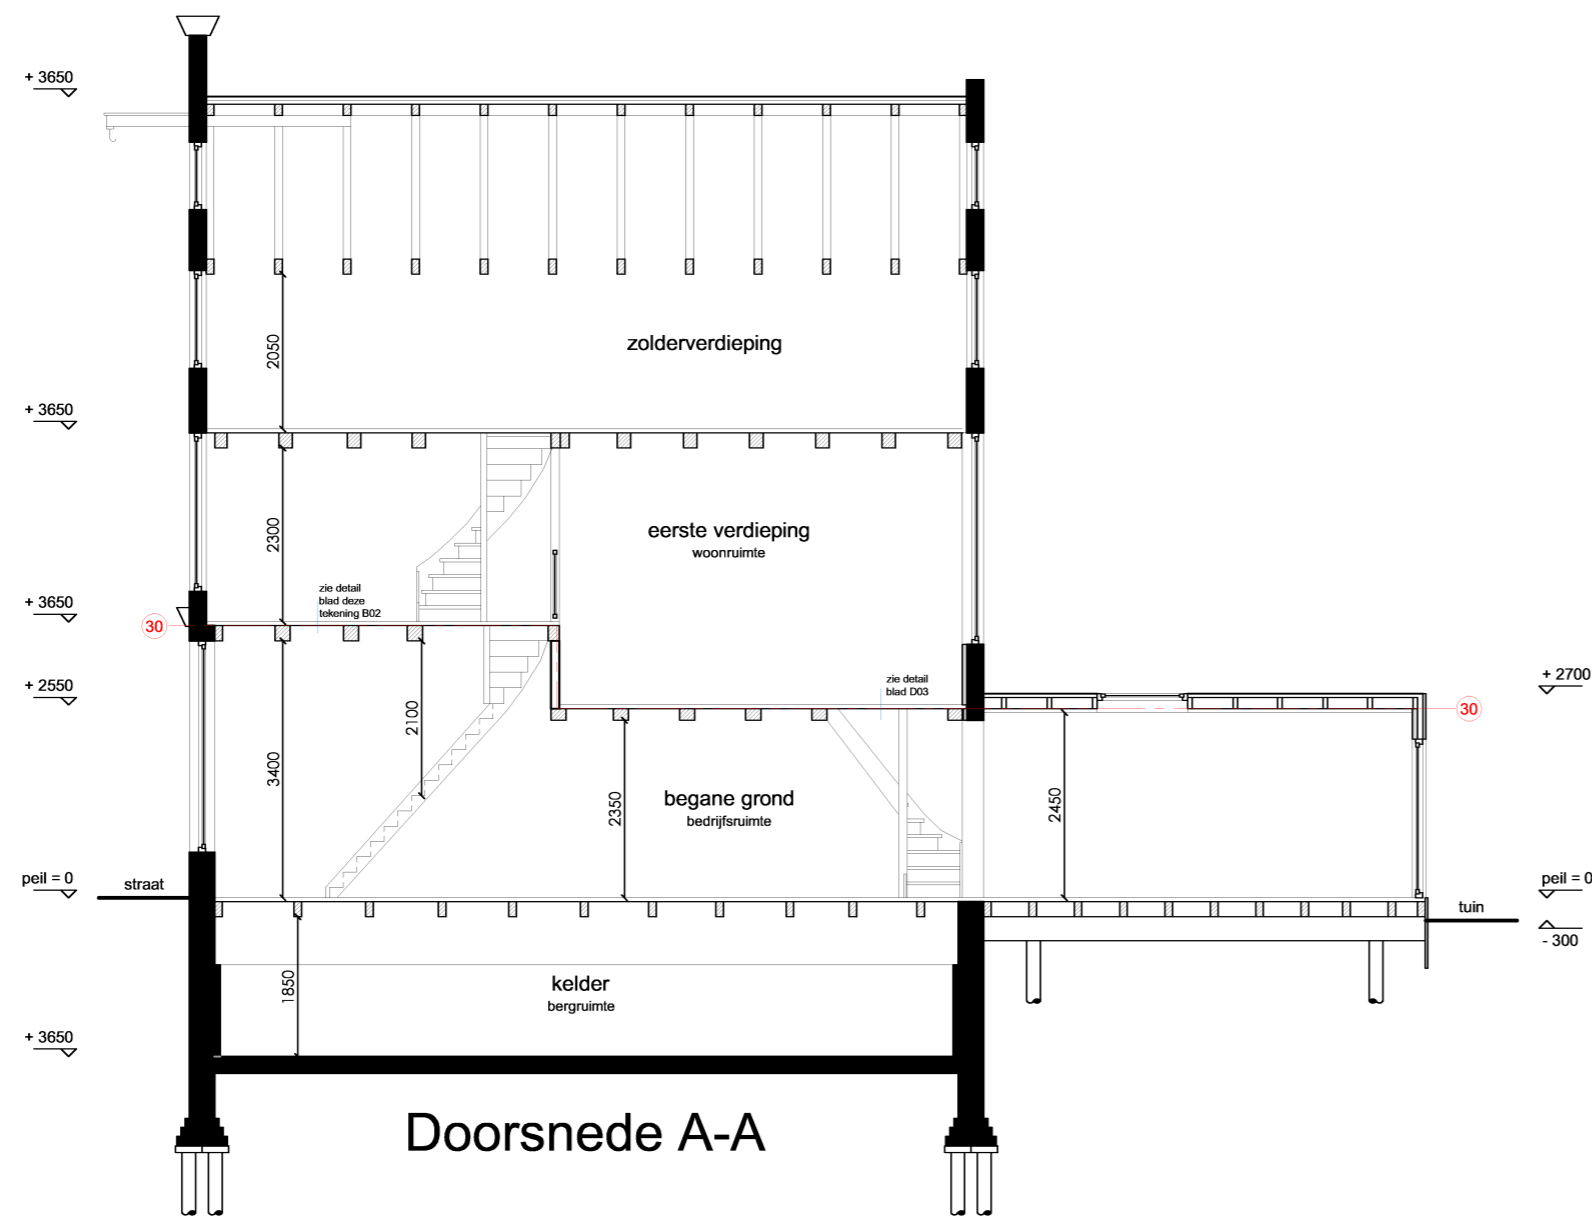 + 3650
2050
zolderverdieping
+ 3650
2300
eerste verdieping
woonruimte
zie detail
blad deze
tekening B02
+ 3650
30
zie detail
blad D03
+ 2550
+ 2700
30
2100
3400
2350
begane grond
bedrijfsruimte
2450
peil = 0
straat
peil = 0
tuin
- 300
1850
kelder
bergruimte
+ 3650
Doorsnede A-A